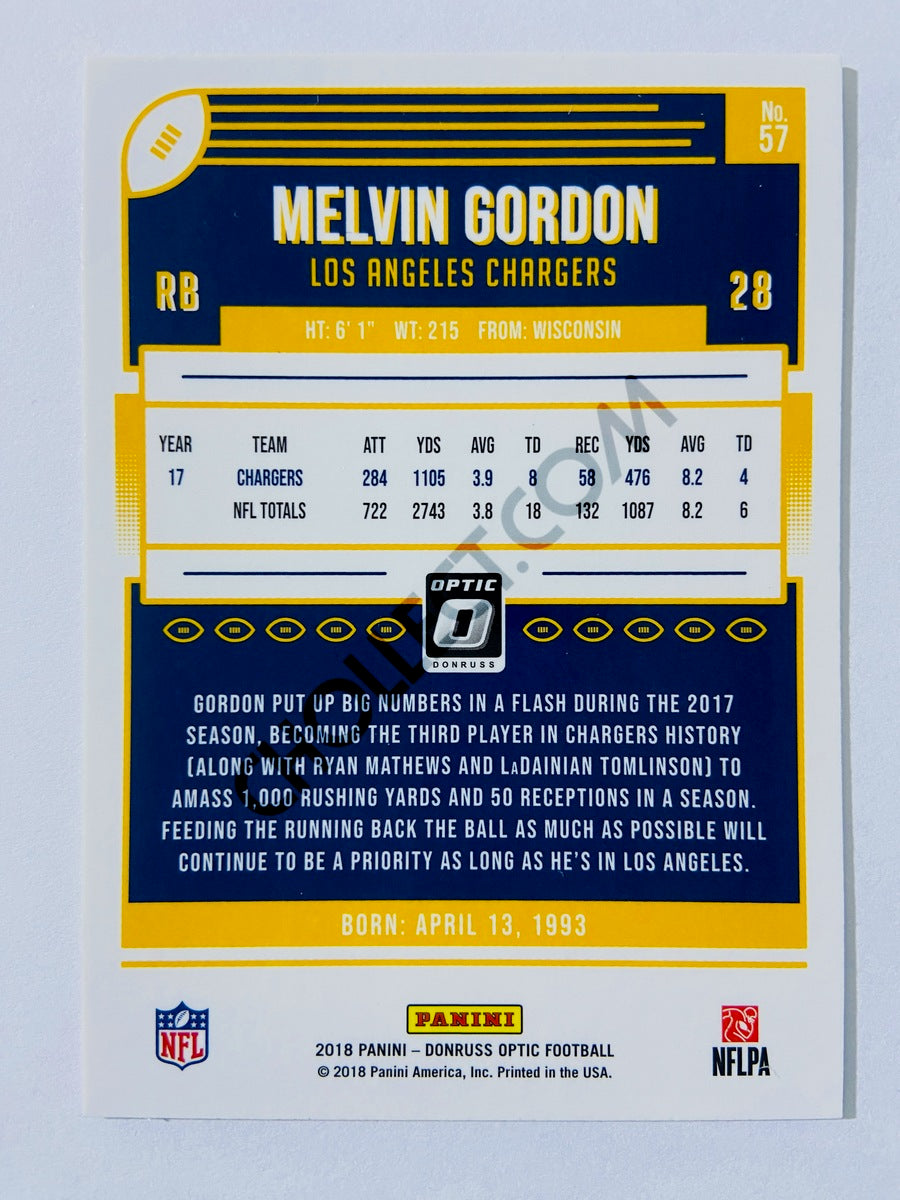 No.
57
MELVIN GORDON
LOS ANGELES CHARGERS
RB
28
HT: 6' 1" WT: 215 FROM: WISCONSIN
YEAR TEAM ATT YDS AVG TD REC YDS AVG TD
17 CHARGERS 284 1105 3.9 8 58 476 8.2 4
NFL TOTALS 722 2743 3.8 18 132 1087 8.2 6
OPTIC
DONRUSS
GORDON PUT UP BIG NUMBERS IN A FLASH DURING THE 2017
SEASON, BECOMING THE THIRD PLAYER IN CHARGERS HISTORY
(ALONG WITH RYAN MATHEWS AND LaDAINIAN TOMLINSON) TO
AMASS 1,000 RUSHING YARDS AND 50 RECEPTIONS IN A SEASON.
FEEDING THE RUNNING BACK THE BALL AS MUCH AS POSSIBLE WILL
CONTINUE TO BE A PRIORITY AS LONG AS HE'S IN LOS ANGELES.
BORN: APRIL 13, 1993
NFL
PANINI
NFLPA
2018 PANINI – DONRUSS OPTIC FOOTBALL
© 2018 Panini America, Inc. Printed in the USA.